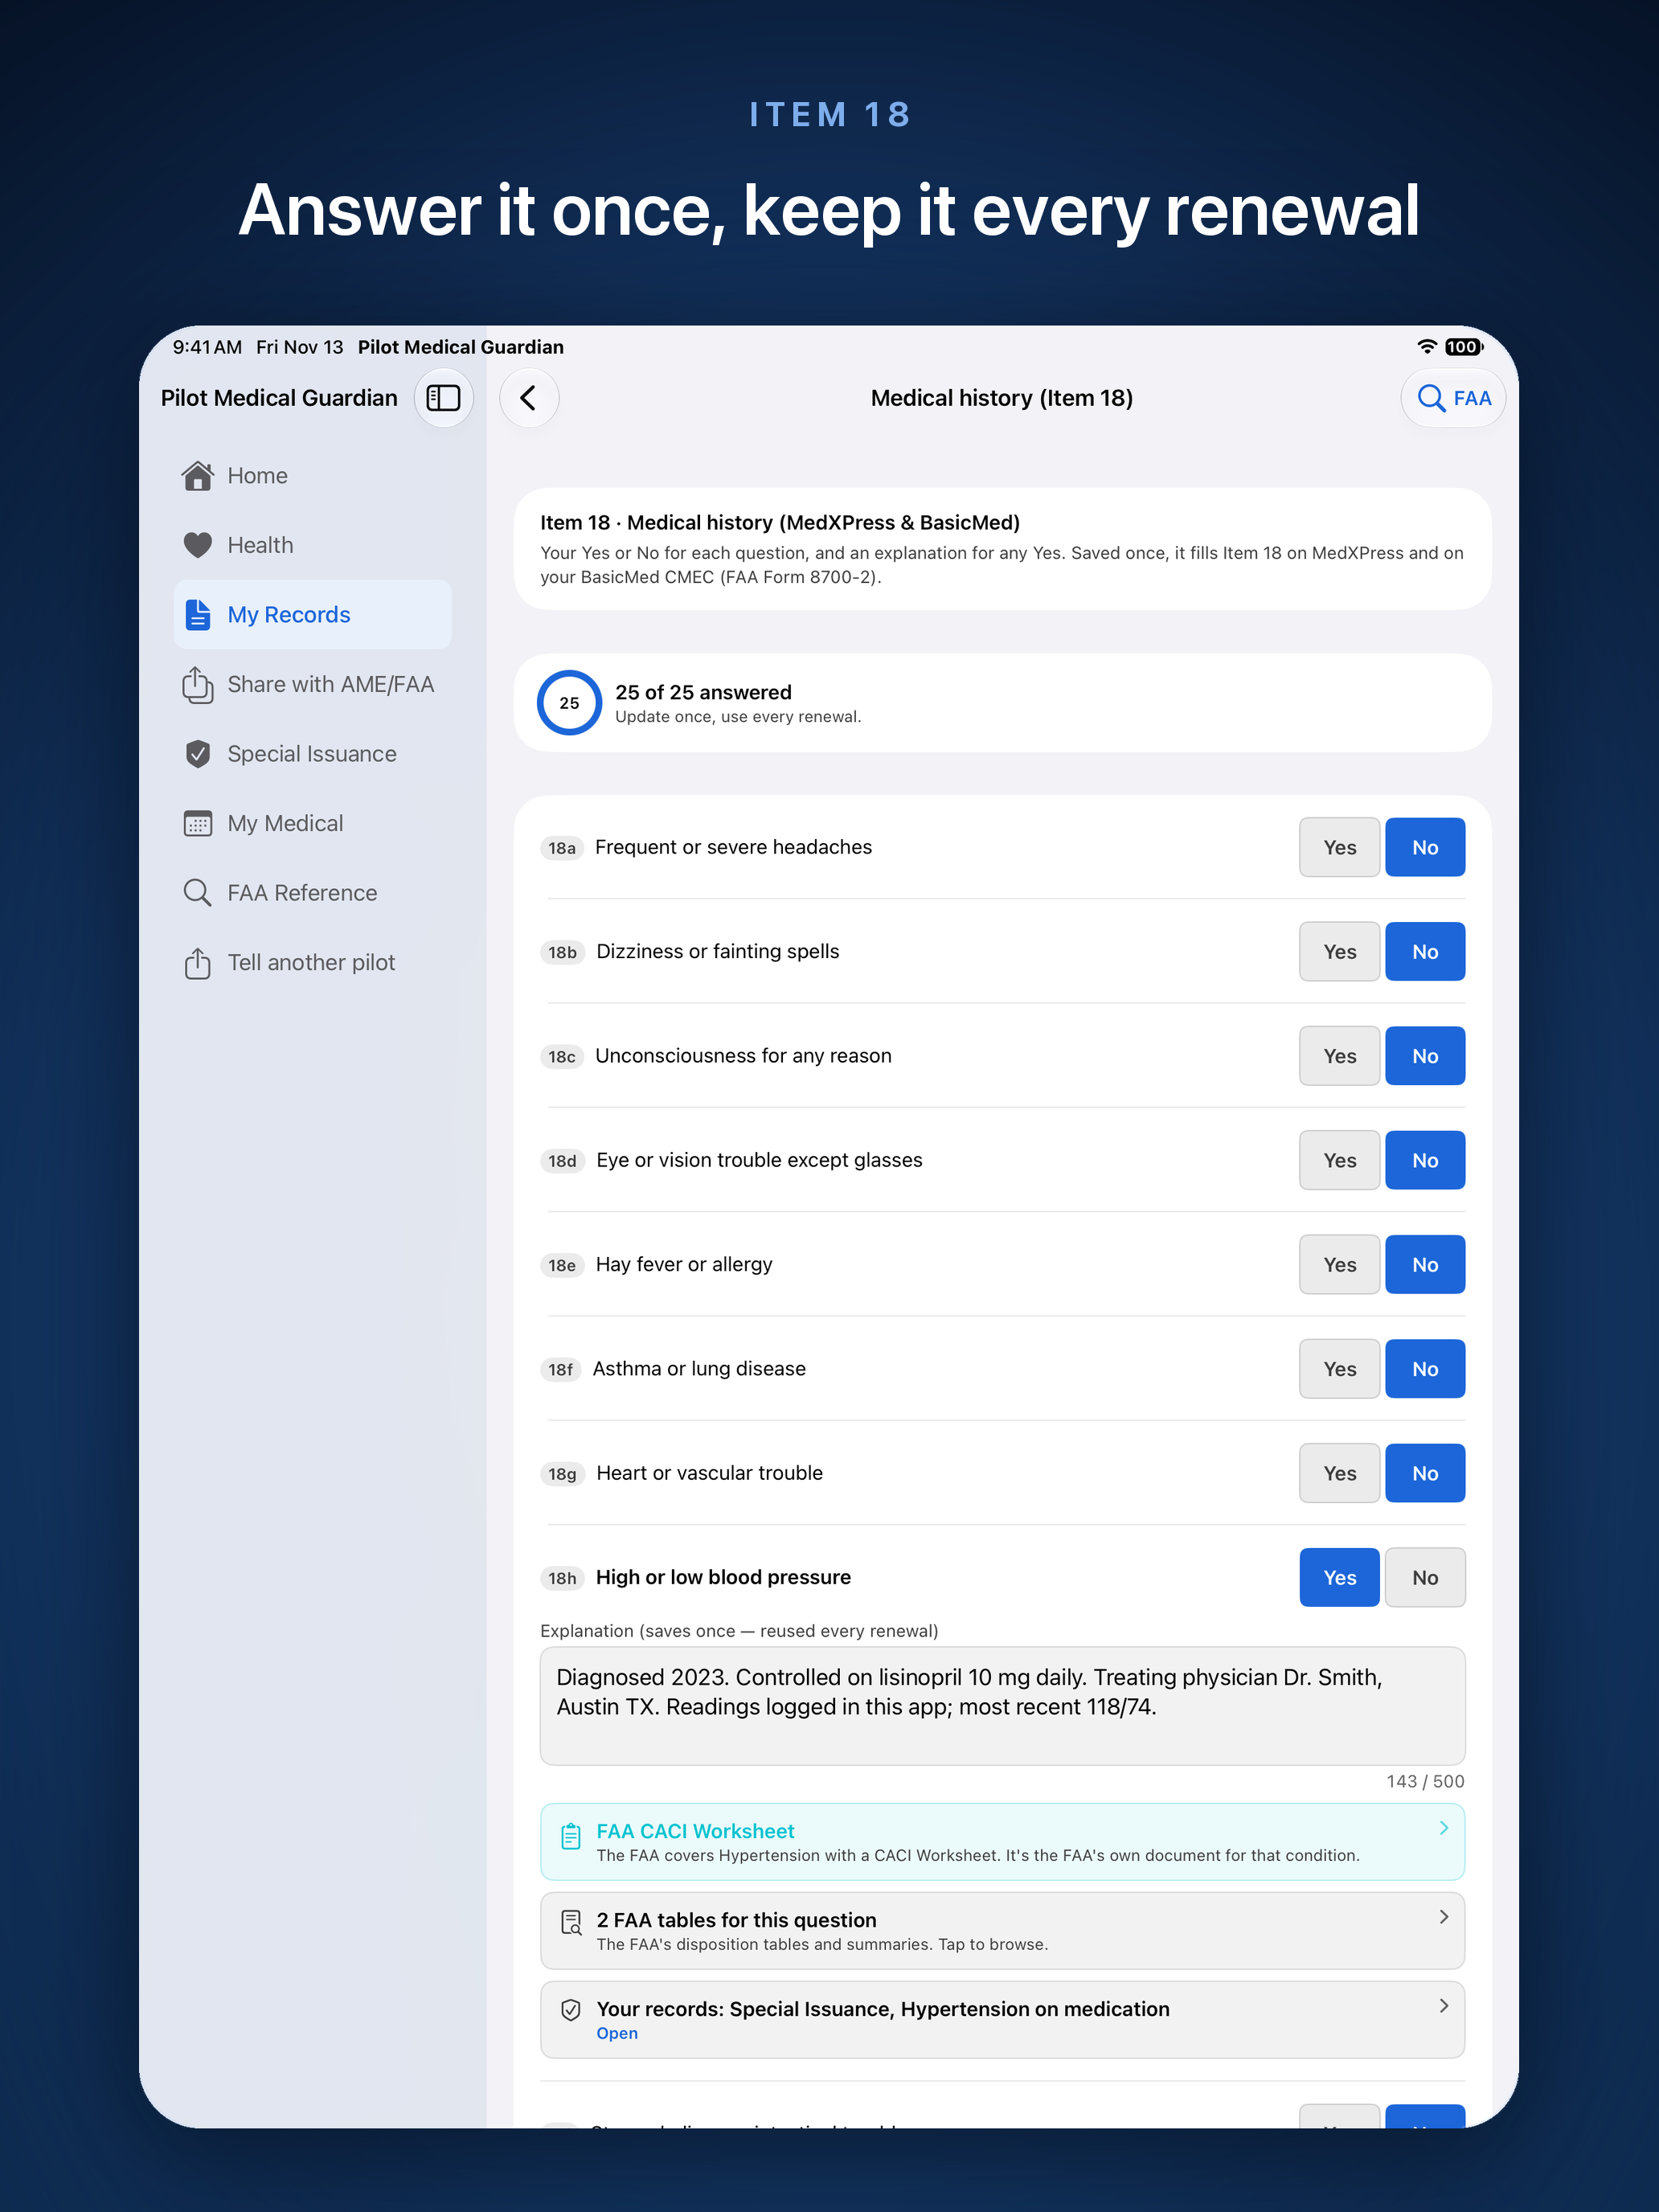 ITEM 18
Answer it once, keep it every renewal
9:41 AM Fri Nov 13 Pilot Medical Guardian
100
Pilot Medical Guardian
Medical history (Item 18)
FAA
Home
Health
My Records
Share with AME/FAA
Special Issuance
My Medical
FAA Reference
Tell another pilot
Item 18 · Medical history (MedXPress & BasicMed)
Your Yes or No for each question, and an explanation for any Yes. Saved once, it fills Item 18 on MedXPress and on
your BasicMed CMEC (FAA Form 8700-2).
25
25 of 25 answered
Update once, use every renewal.
18a Frequent or severe headaches Yes No
18b Dizziness or fainting spells Yes No
18c Unconsciousness for any reason Yes No
18d Eye or vision trouble except glasses Yes No
18e Hay fever or allergy Yes No
18f Asthma or lung disease Yes No
18g Heart or vascular trouble Yes No
18h High or low blood pressure Yes No
Explanation (saves once — reused every renewal)
Diagnosed 2023. Controlled on lisinopril 10 mg daily. Treating physician Dr. Smith,
Austin TX. Readings logged in this app; most recent 118/74.
143 / 500
FAA CACI Worksheet
The FAA covers Hypertension with a CACI Worksheet. It's the FAA's own document for that condition.
2 FAA tables for this question
The FAA's disposition tables and summaries. Tap to browse.
Your records: Special Issuance, Hypertension on medication
Open